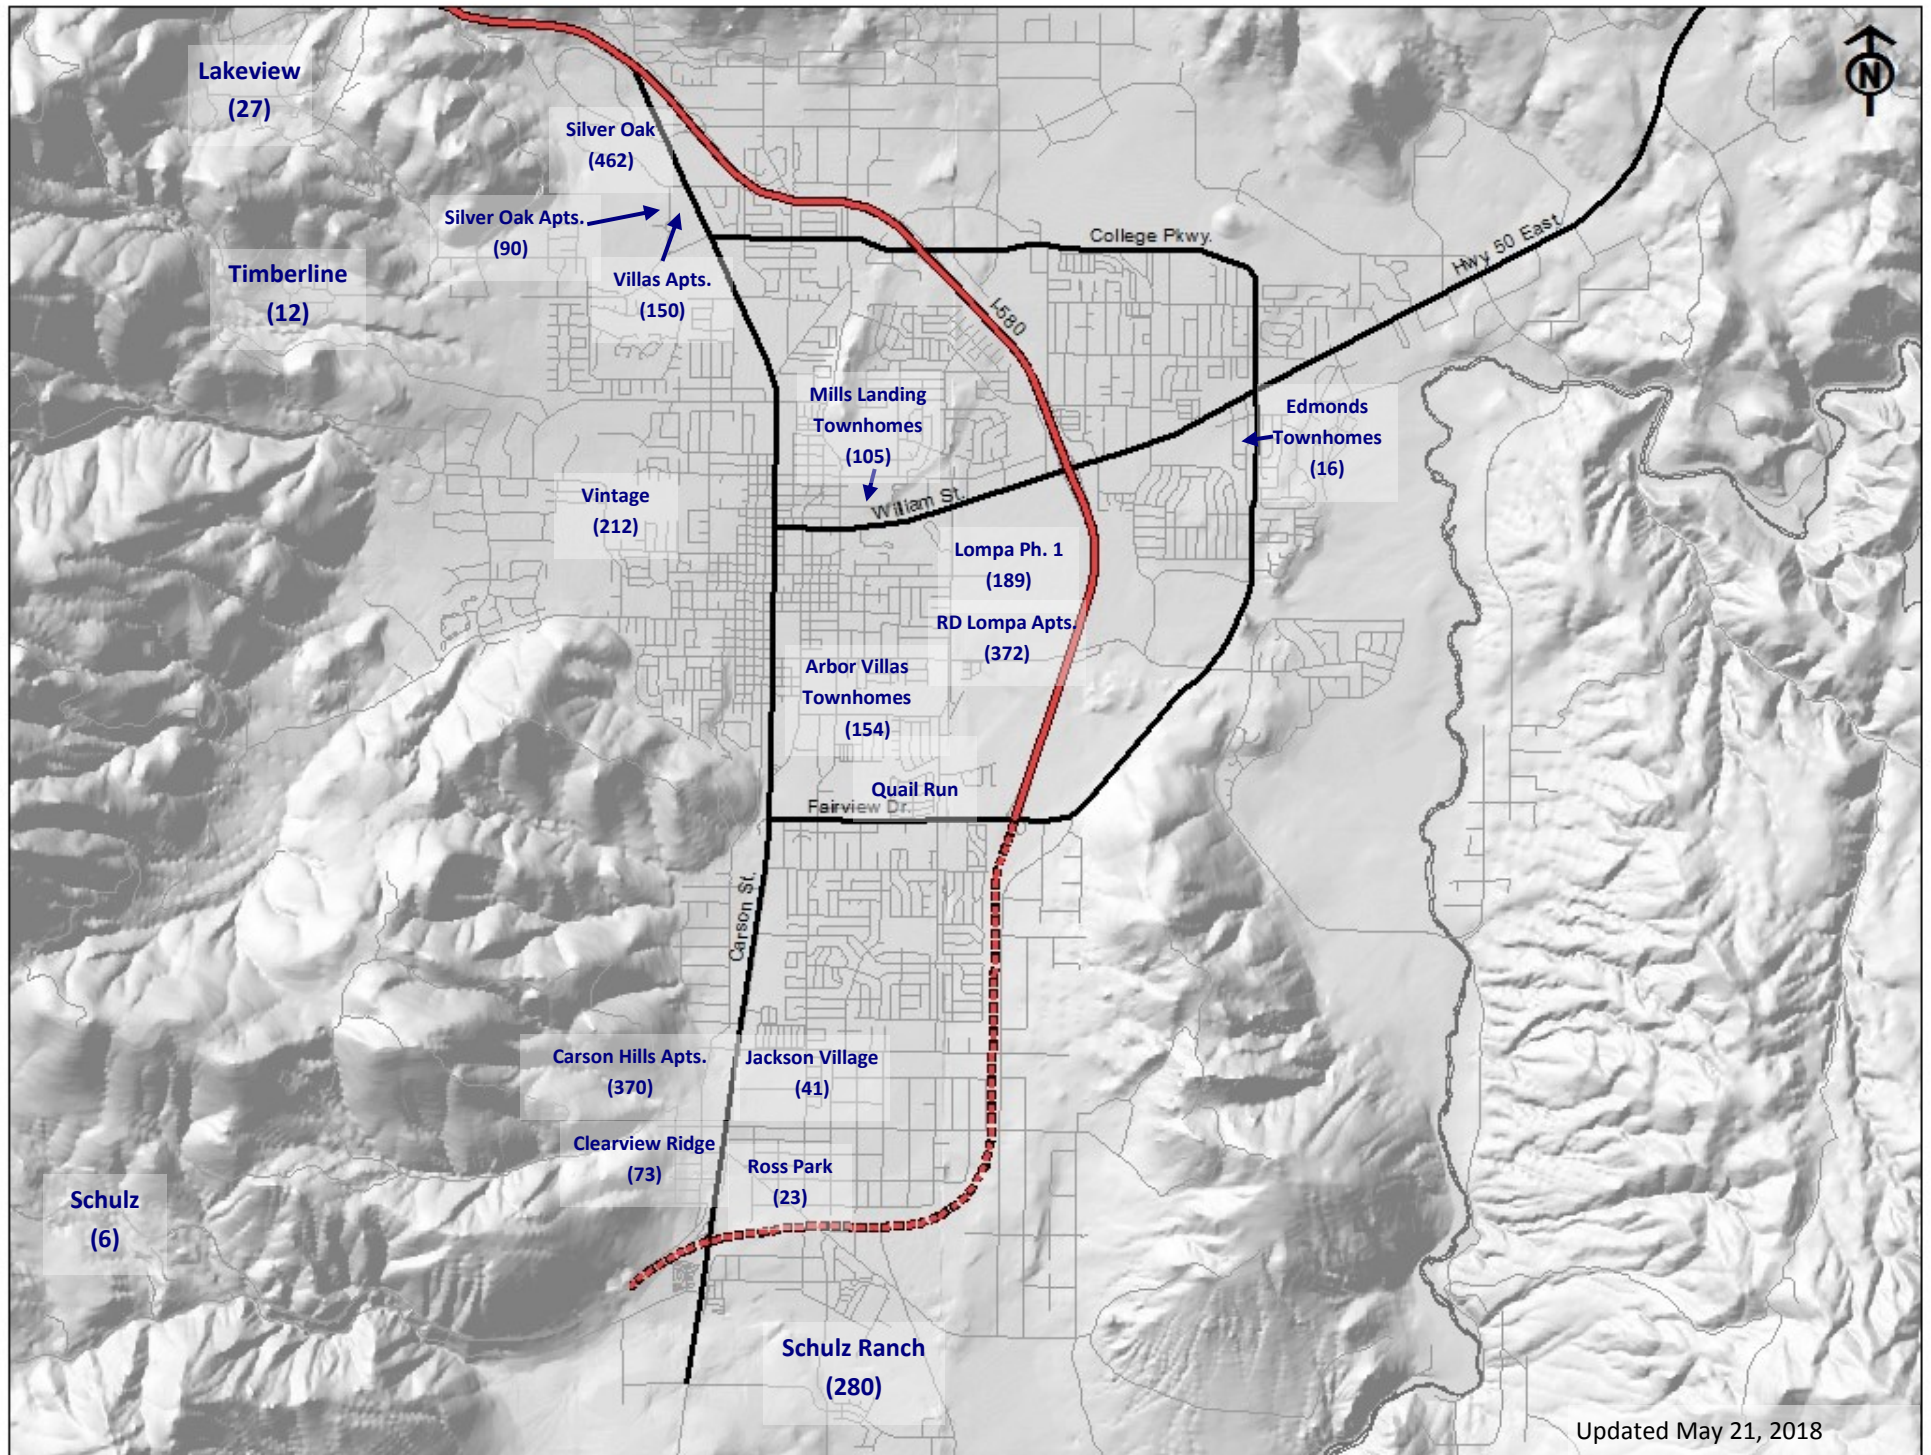 N
Lakeview
(27)
Silver Oak
(462)
Silver Oak Apts.
(90)
College Pkwy.
Hwy 50 East
Timberline
(12)
Villas Apts.
(150)
I-580
Mills Landing
Townhomes
(105)
Edmonds
Townhomes
(16)
Vintage
(212)
William St.
Lompa Ph. 1
(189)
RD Lompa Apts.
(372)
Arbor Villas
Townhomes
(154)
Quail Run
Fairview Dr.
Carson St.
Carson Hills Apts.
(370)
Jackson Village
(41)
Clearview Ridge
(73)
Ross Park
(23)
Schulz
(6)
Schulz Ranch
(280)
Updated May 21, 2018